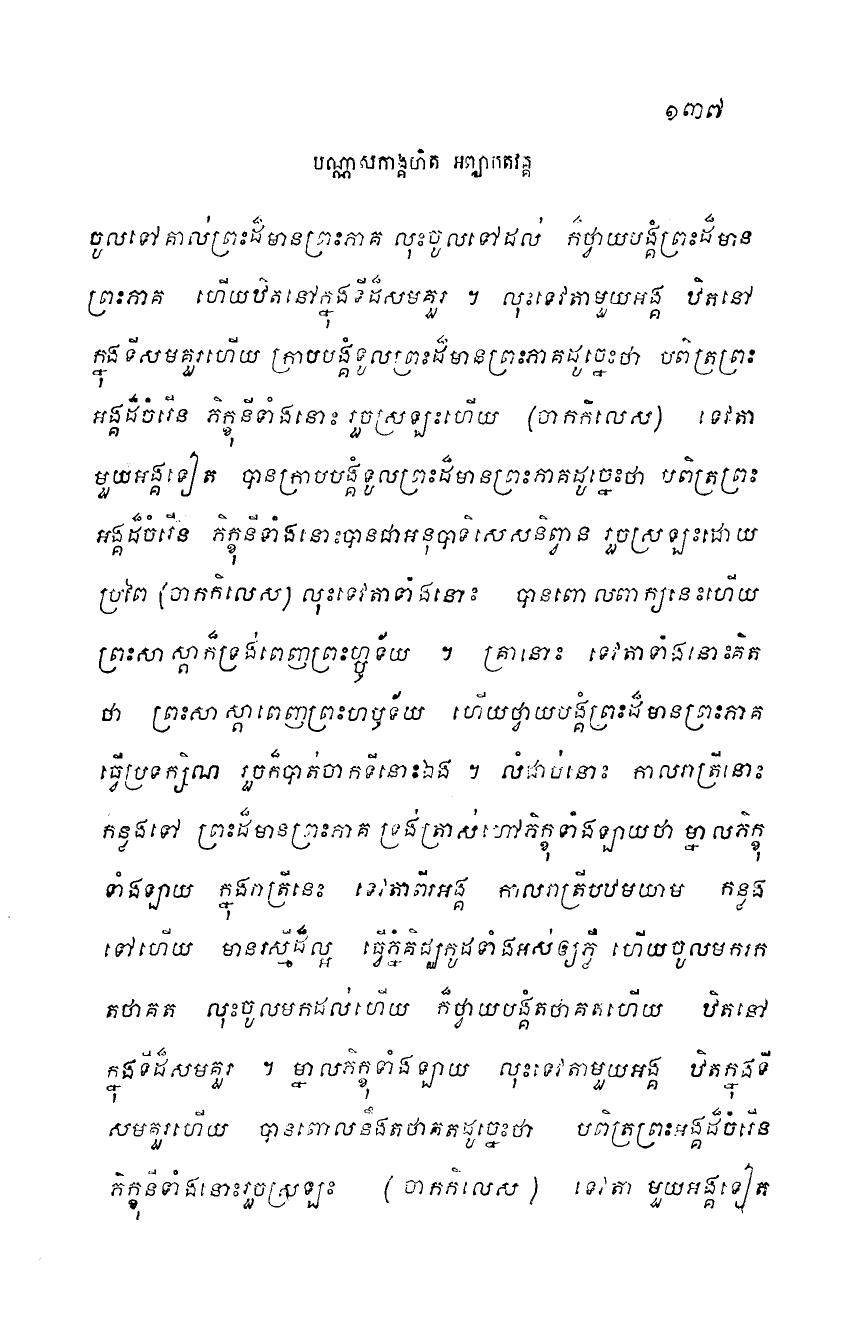 ១៣៧
បណ្ណាសកាង្គហិត អព្យាកតវគ្គ
ចូលទៅគាល់ព្រះដ៏មានព្រះភាគ លុះចូលទៅដល់ ក៏ថ្វាយបង្គំព្រះដ៏មាន
ព្រះភាគ ហើយឋិតនៅក្នុងទីដ៏សមគួរ ។ លុះទេវតាមួយអង្គ ឋិតនៅ
ក្នុងទីសមគួរហើយ ក្រាបបង្គំទូលព្រះដ៏មានព្រះភាគដូច្នេះថា បពិត្រព្រះ
អង្គដ៏ចំរើន ភិក្ខុនីទាំងនោះ រួចស្រឡះហើយ (ចាកកិលេស) ទេវតា
មួយអង្គទៀត បានក្រាបបង្គំទូលព្រះដ៏មានព្រះភាគដូច្នេះថា បពិត្រព្រះ
អង្គដ៏ចំរើន ភិក្ខុនីទាំងនោះបានជាអនុបាទិសេសនិព្វាន រួចស្រឡះដោយ
ប្រពៃ (ចាកកិលេស) លុះទេវតាទាំងនោះ បានពោលពាក្យនេះហើយ
ព្រះសាស្តាក៏ទ្រង់ពេញព្រះហ្ឫទ័យ ។ គ្រានោះ ទេវតាទាំងនោះគិត
ថា ព្រះសាស្តាពេញព្រះហឫទ័យ ហើយថ្វាយបង្គំព្រះដ៏មានព្រះភាគ
ធ្វើប្រទក្សិណ រួចក៏បាត់ចាកទីនោះឯង ។ លំដាប់នោះ កាលរាត្រីនោះ
កន្លងទៅ ព្រះដ៏មានព្រះភាគ ទ្រង់ត្រាស់ហៅភិក្ខុទាំងឡាយថា ម្នាលភិក្ខុ
ទាំងឡាយ ក្នុងរាត្រីនេះ ទេវតាពីរអង្គ កាលរាត្រីបឋមយាម កន្លង
ទៅហើយ មានរស្មីដ៏ល្អ ធ្វើភ្នំគិជ្ឈកូដទាំងអស់ឲ្យភ្លឺ ហើយចូលមករក
តថាគត លុះចូលមកដល់ហើយ ក៏ថ្វាយបង្គំតថាគតហើយ ឋិតនៅ
ក្នុងទីដ៏សមគួរ ។ ម្នាលភិក្ខុទាំងឡាយ លុះទេវតាមួយអង្គ ឋិតក្នុងទី
សមគួរហើយ បានពោលនឹងតថាគតដូច្នេះថា បពិត្រព្រះអង្គដ៏ចំរើន
ភិក្ខុនីទាំងនោះរួចស្រឡះ (ចាកកិលេស) ទេវតា មួយអង្គទៀត